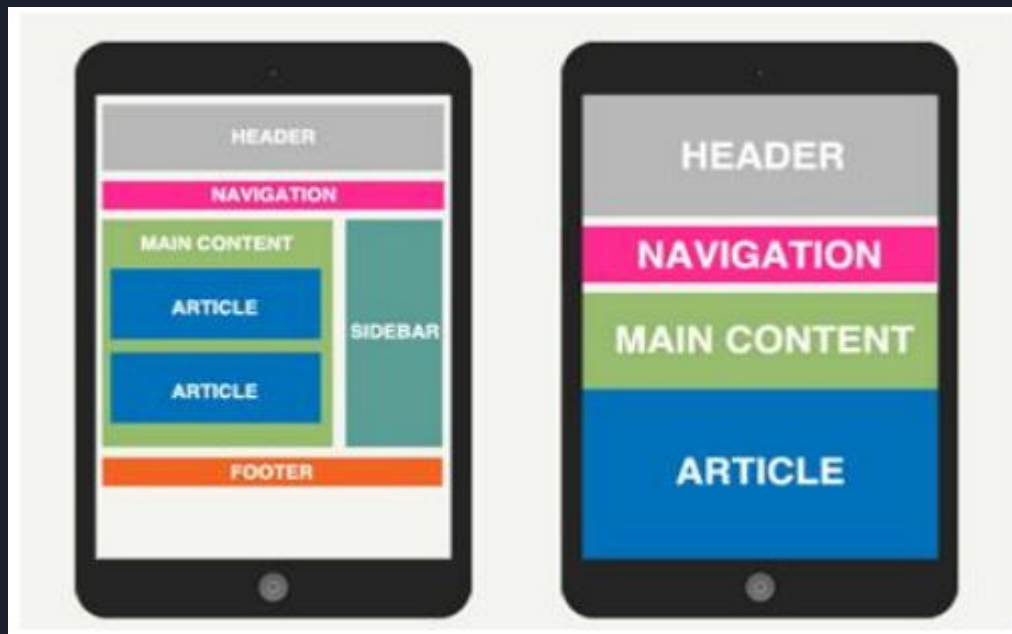 HEADER
NAVIGATION
MAIN CONTENT
ARTICLE
ARTICLE
SIDEBAR
FOOTER
HEADER
NAVIGATION
MAIN CONTENT
ARTICLE